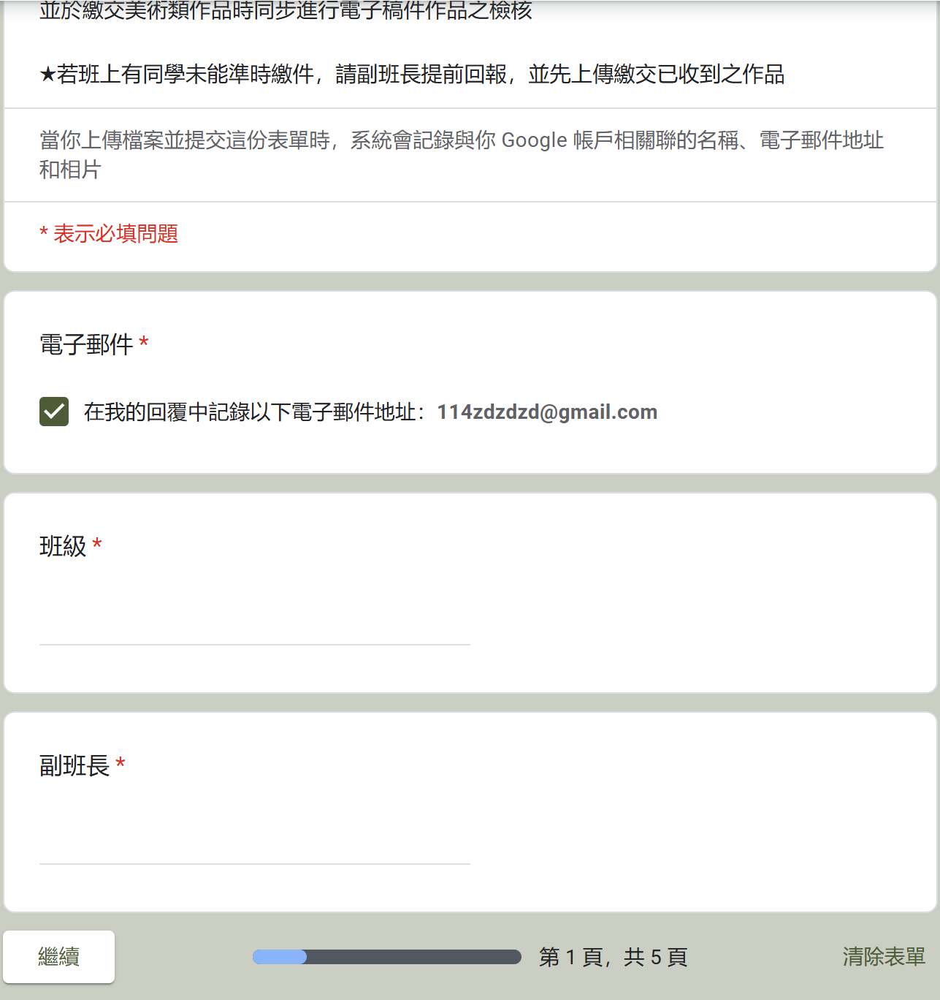 並於繳交美術類作品時同步進行電子稿件作品之檢核
★若班上有同學未能準時繳件，請副班長提前回報，並先上傳繳交已收到之作品
當你上傳檔案並提交這份表單時，系統會記錄與你 Google 帳戶相關聯的名稱、電子郵件地址
和相片
* 表示必填問題
電子郵件 *
在我的回覆中記錄以下電子郵件地址：114zdzdzd@gmail.com
班級 *
副班長 *
繼續
第 1 頁，共 5 頁
清除表單